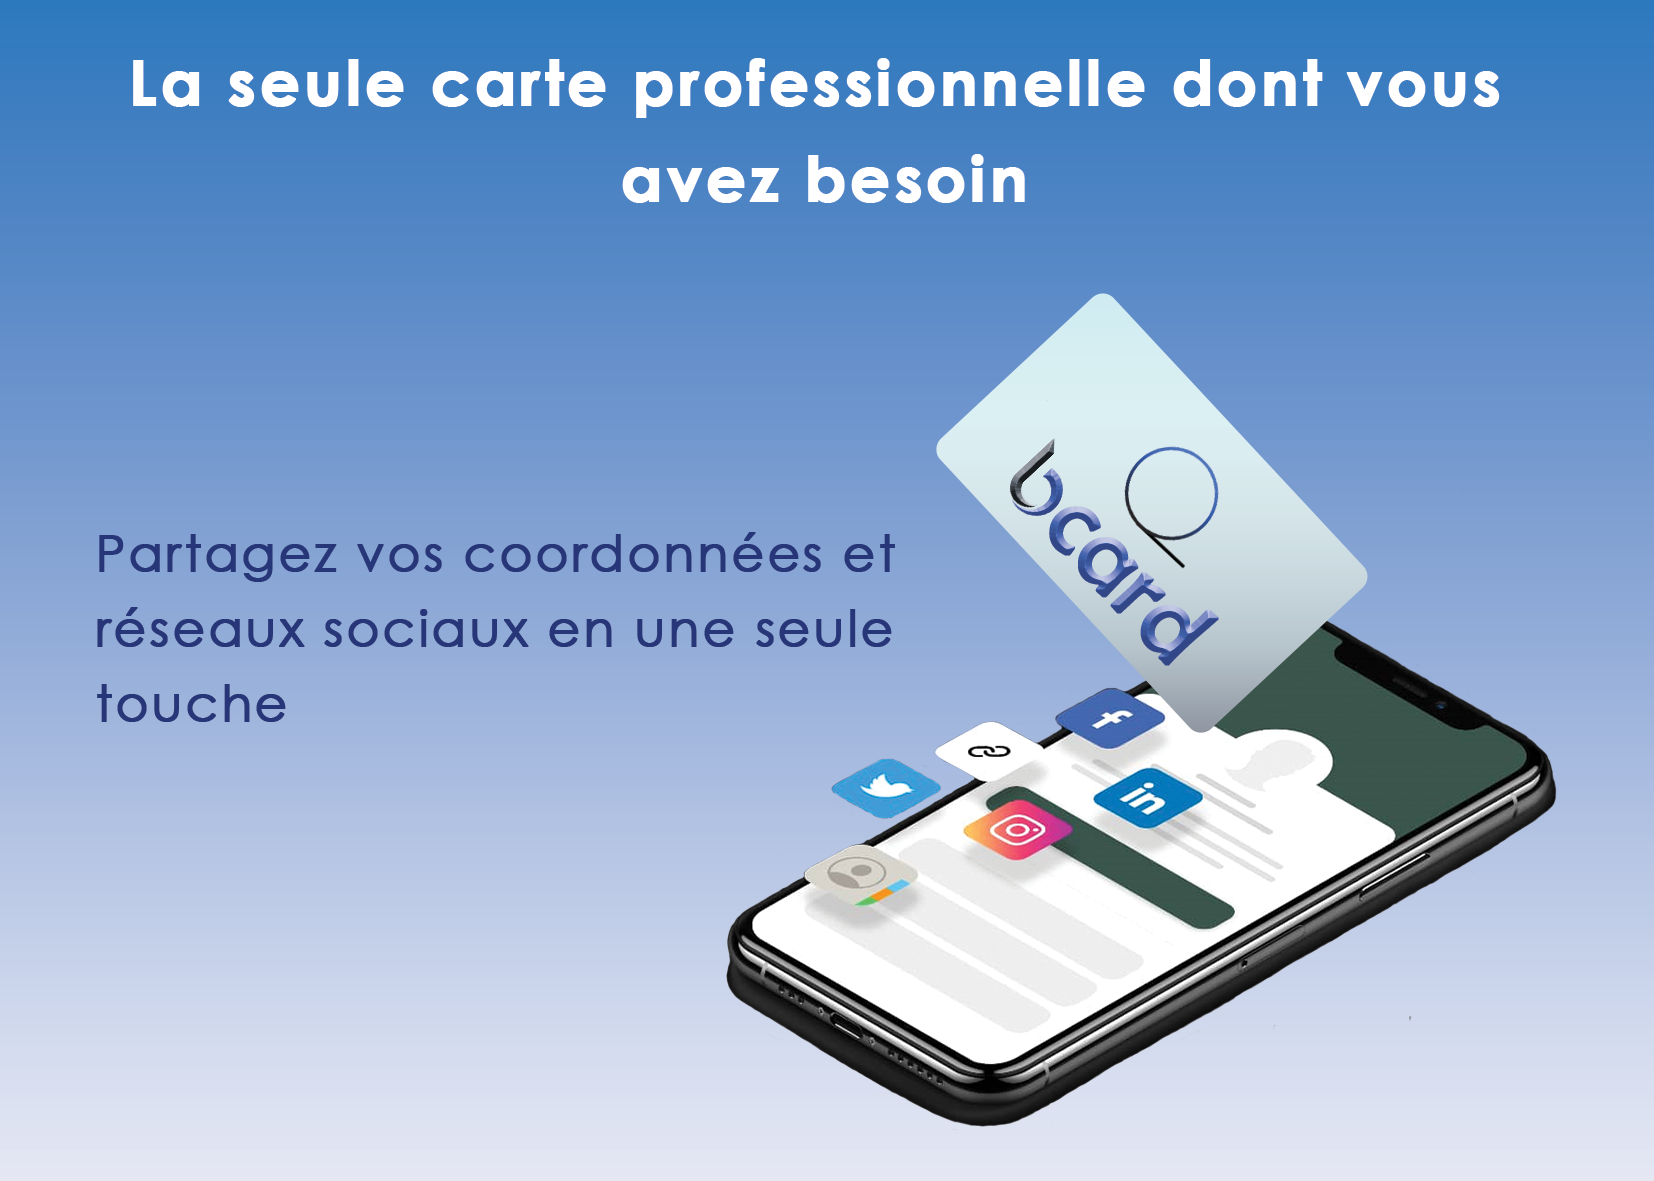 La seule carte professionnelle dont vous
avez besoin
Partagez vos coordonnées et
réseaux sociaux en une seule
touche
bcard
f
in